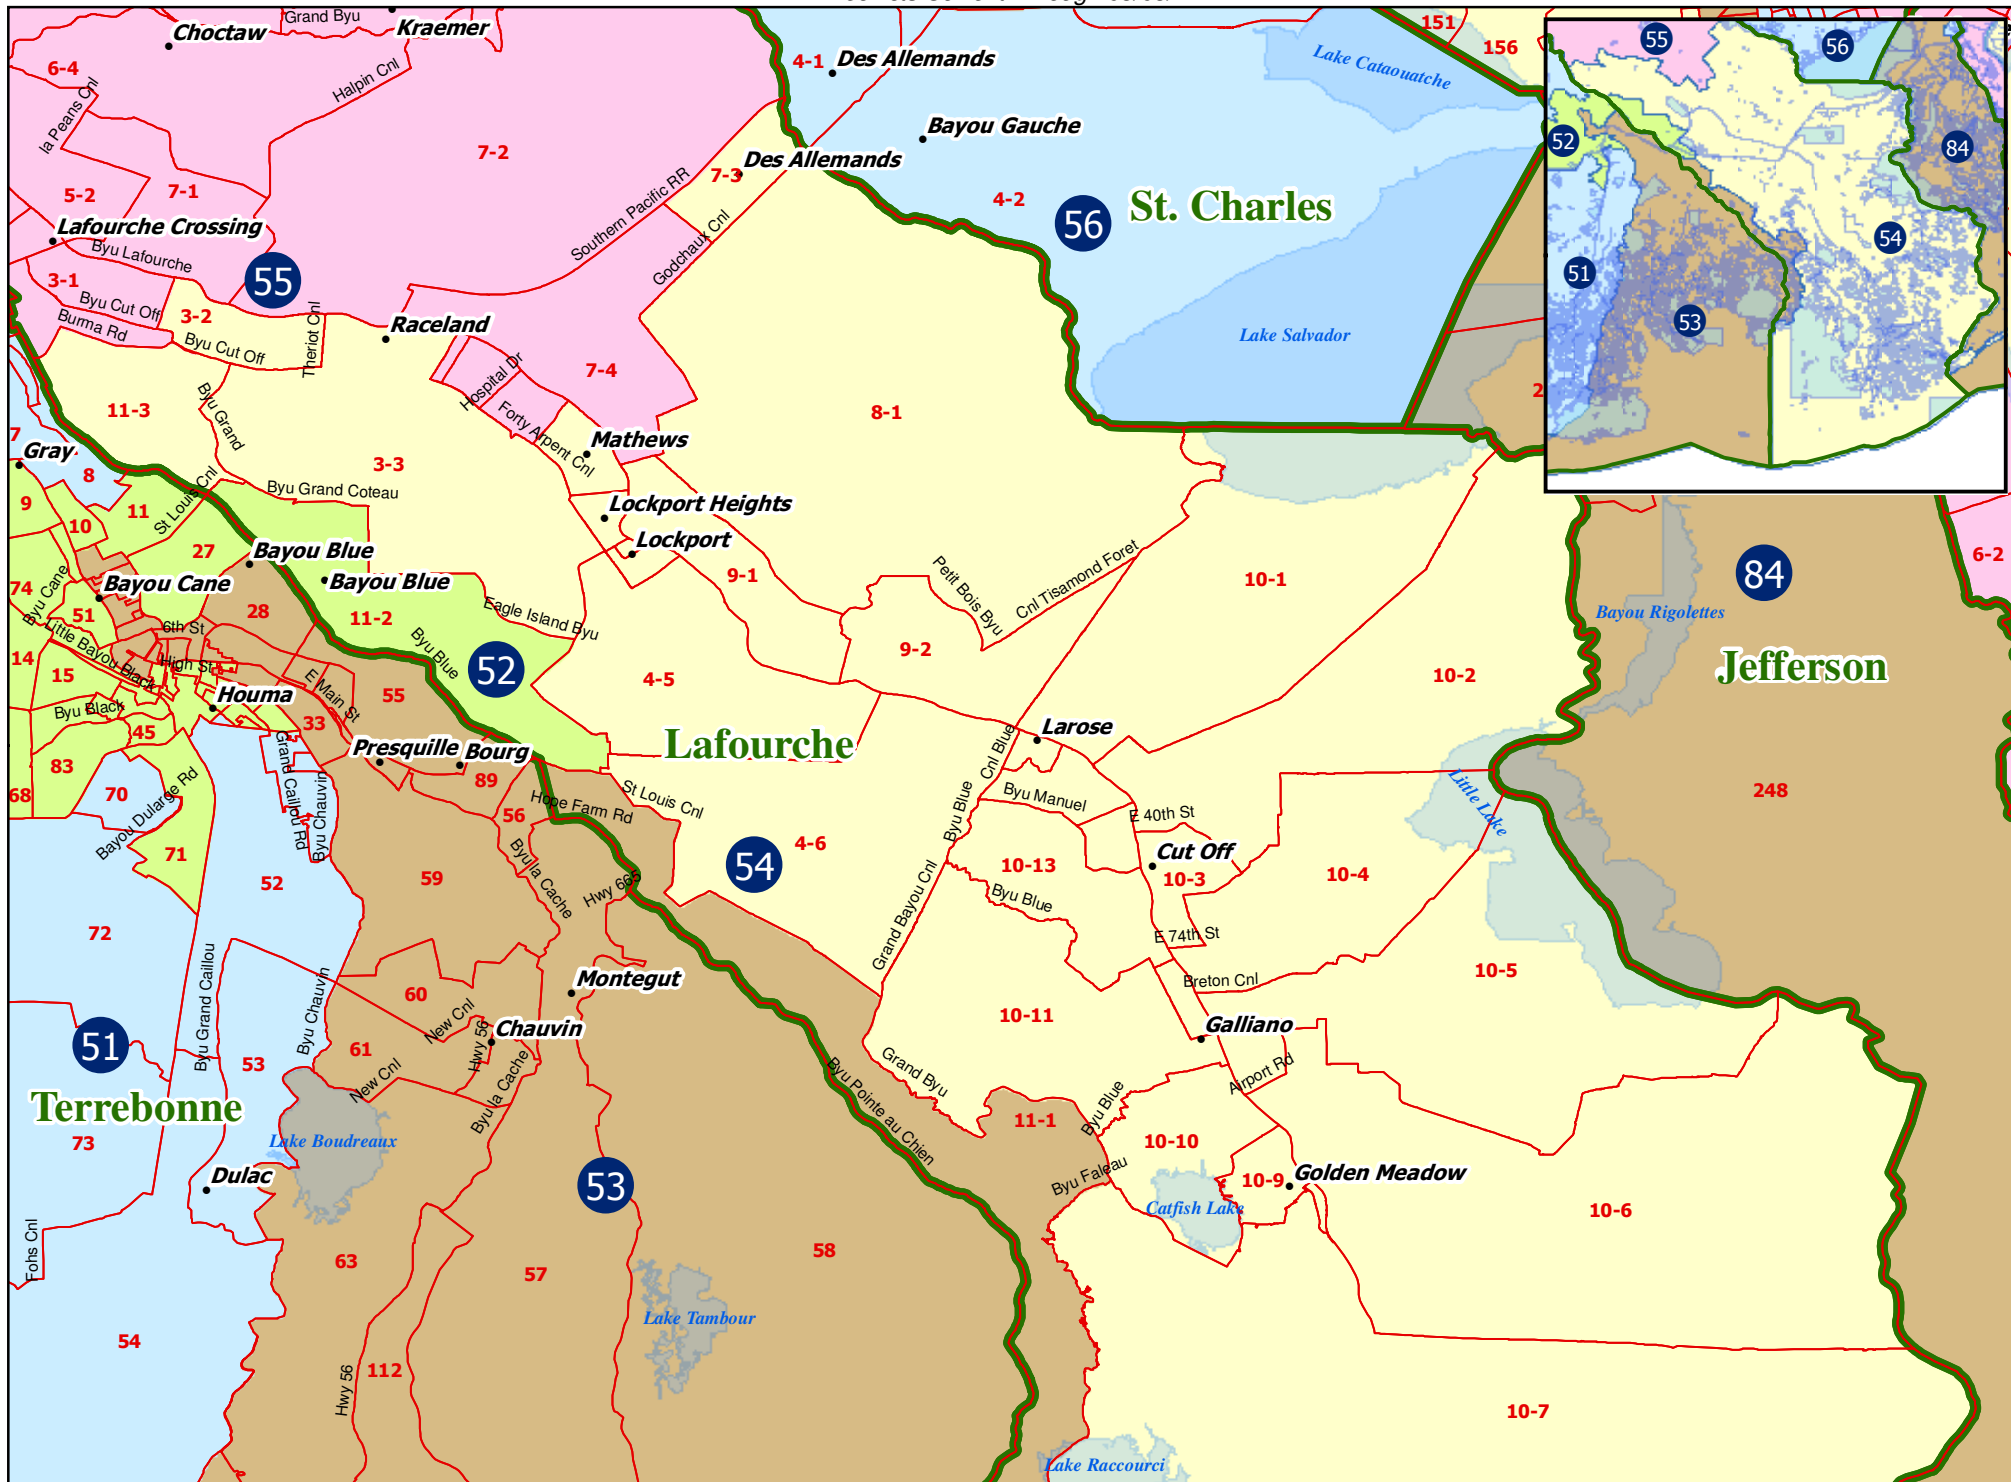 Grand Byu
Choctaw
Kraemer
6-4
Halpin Cnl
la Peans Cnl
4-1
Des Allemands
Lake Cataouatche
151
156
Bayou Gauche
7-2
7-3
Des Allemands
5-2
7-1
Southern Pacific RR
Godchaux Cnl
4-2
56
St. Charles
Lafourche Crossing
Byu Lafourche
3-1
55
Byu Cut Off
3-2
Burma Rd
Byu Cut Off
Theriot Cnl
Raceland
Lake Salvador
Hospital Dr
7-4
Forty Arpent Cnl
Mathews
8-1
11-3
Byu Grand
2
7
Gray
8
3-3
St Louis Cnl
Byu Grand Coteau
9
10
11
Lockport Heights
Lockport
27
Bayou Blue
Bayou Blue
Bayou Cane
74
Byu Cane
51
28
11-2
9-1
Petit Bois Byu
Cnl Tisamond Foret
10-1
6th St
Eagle Island Byu
Byu Blue
52
Little Bayou Black
High St
14
15
9-2
4-5
10-2
Houma
E Main St
55
Byu Black
45
33
Presquille
Bourg
Lafourche
Larose
Cnl Blue
83
68
70
89
56
Hope Farm Rd
St Louis Cnl
Bayou Dularge Rd
Grand Caillou Rd
Byu Chauvin
71
54
4-6
Byu Blue
Byu Manuel
E 40th St
Cut Off
10-13
10-3
10-4
Little Lake
Bayou Rigolettes
84
Jefferson
248
6-2
52
59
Byu la Cache
Hwy 665
Grand Bayou Cnl
Byu Blue
E 74th St
72
Byu Grand Caillou
Byu Chauvin
Montegut
Breton Cnl
10-5
60
New Cnl
Hwy 56
Chauvin
10-11
Galliano
51
53
61
New Cnl
Byu la Cache
Grand Byu
Airport Rd
Terrebonne
73
Lake Boudreaux
Byu Pointe au Chien
11-1
Byu Blue
10-10
Dulac
53
Byu Faleau
10-9
Golden Meadow
Catfish Lake
10-6
Fohs Cnl
63
57
58
Lake Tambour
54
112
Hwy 56
10-7
Lake Raccourci
55
56
52
84
54
51
53